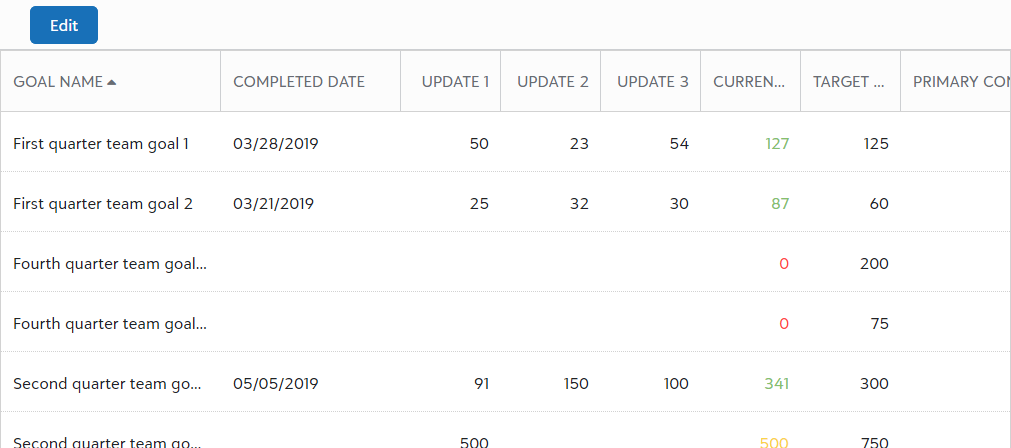 Edit
GOAL NAME COMPLETED DATE UPDATE 1 UPDATE 2 UPDATE 3 CURREN... TARGET ... PRIMARY CON
First quarter team goal 1 03/28/2019 50 23 54 127 125
First quarter team goal 2 03/21/2019 25 32 30 87 60
Fourth quarter team goal... 0 200
Fourth quarter team goal... 0 75
Second quarter team go... 05/05/2019 91 150 100 341 300
Second quarter team go... 500 500 750